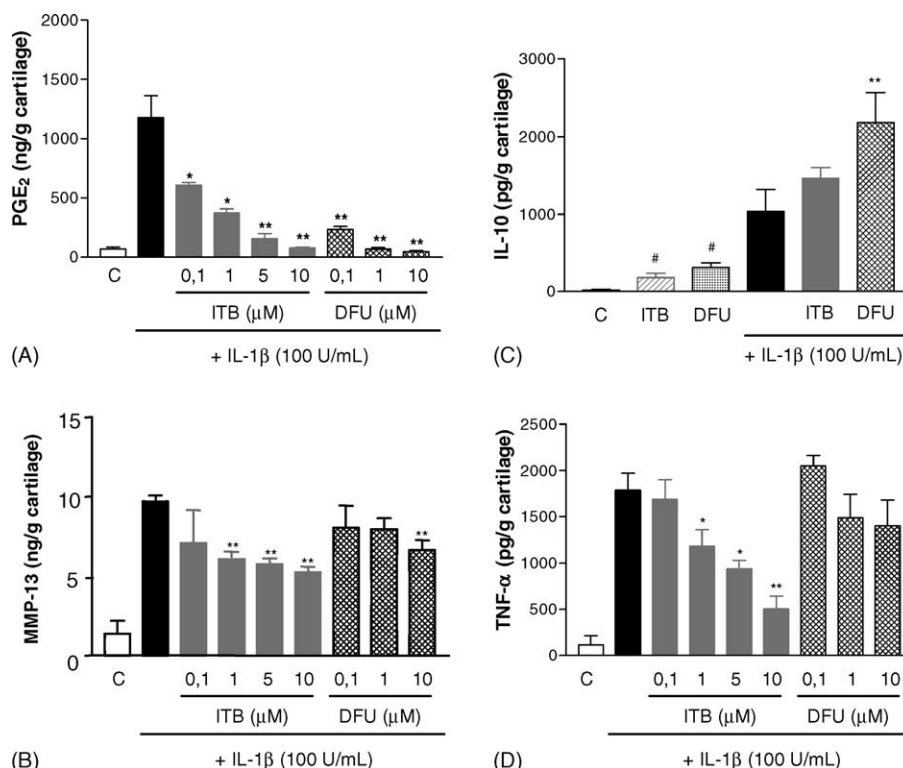 2000
1500
1000
500
0
PGE₂ (ng/g cartilage)
* * ** ** ** ** **
C 0,1 1 5 10 0,1 1 10
ITB (μM) DFU (μM)
+ IL-1β (100 U/mL)
(A)
3000
2000
1000
0
IL-10 (pg/g cartilage)
# # **
C ITB DFU ITB DFU
+ IL-1β (100 U/mL)
(C)
15
10
5
0
MMP-13 (ng/g cartilage)
** ** ** **
C 0,1 1 5 10 0,1 1 10
ITB (μM) DFU (μM)
+ IL-1β (100 U/mL)
(B)
2500
2000
1500
1000
500
0
TNF-α (pg/g cartilage)
* * **
C 0,1 1 5 10 0,1 1 10
ITB (μM) DFU (μM)
+ IL-1β (100 U/mL)
(D)